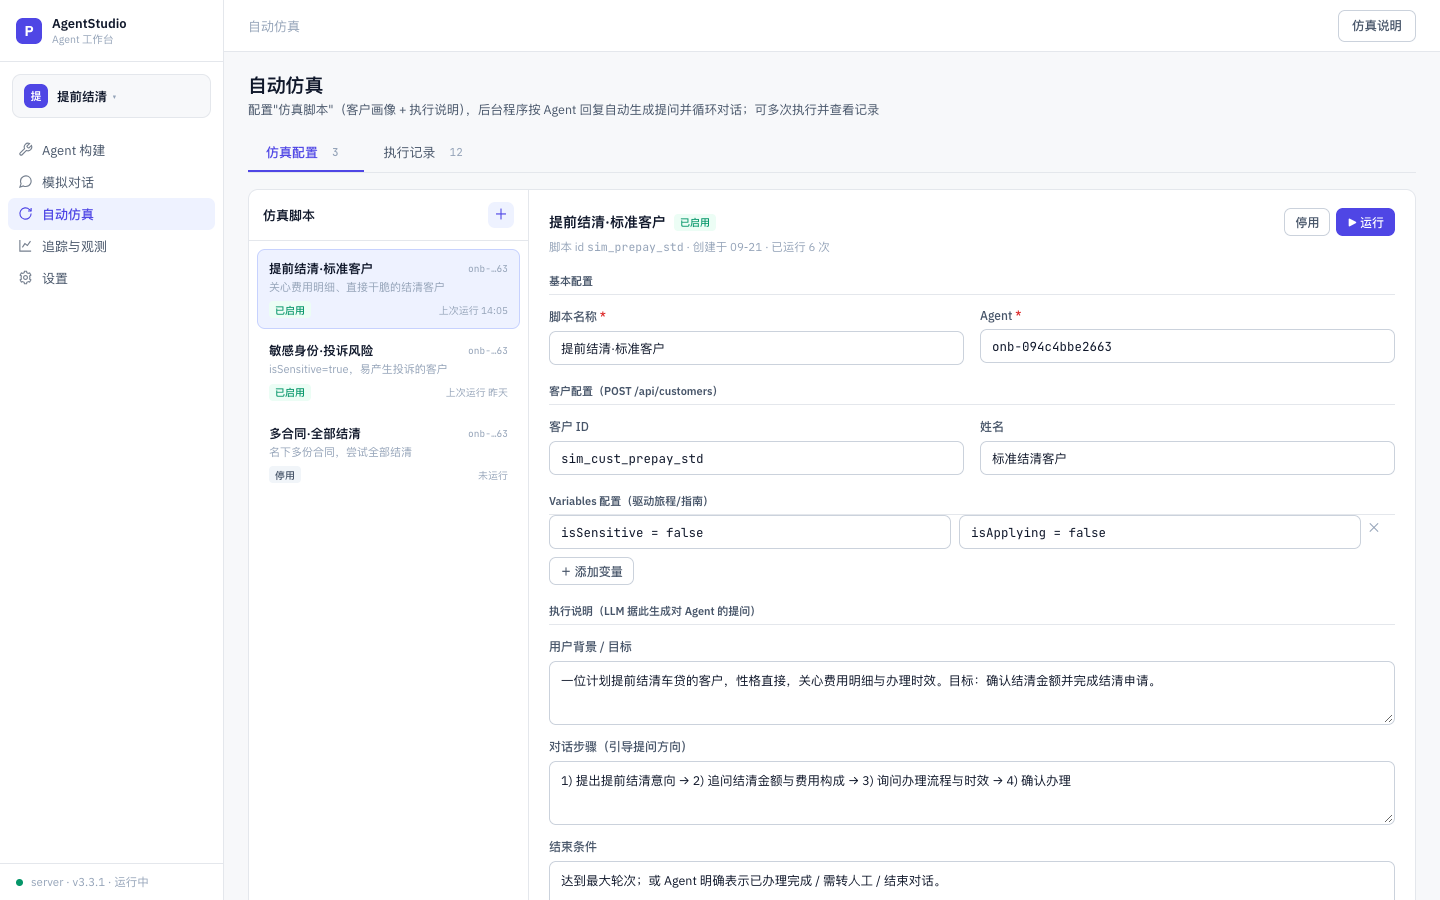 P
AgentStudio
Agent 工作台
提
提前结清
Agent 构建
模拟对话
自动仿真
追踪与观测
设置
server · v3.3.1 · 运行中
自动仿真
仿真说明
自动仿真
配置"仿真脚本"（客户画像 + 执行说明），后台程序按 Agent 回复自动生成提问并循环对话；可多次执行并查看记录
仿真配置 3
执行记录 12
仿真脚本
+
提前结清·标准客户 onb-…63
关心费用明细、直接干脆的结清客户
已启用 上次运行 14:05
敏感身份·投诉风险 onb-…63
isSensitive=true，易产生投诉的客户
已启用 上次运行 昨天
多合同·全部结清 onb-…63
名下多份合同，尝试全部结清
停用 未运行
提前结清·标准客户 已启用
停用
▶ 运行
脚本 id sim_prepay_std · 创建于 09-21 · 已运行 6 次
基本配置
脚本名称 *
Agent *
提前结清·标准客户
onb-094c4bbe2663
客户配置（POST /api/customers）
客户 ID
姓名
sim_cust_prepay_std
标准结清客户
Variables 配置（驱动旅程/指南）
isSensitive = false
isApplying = false
×
+ 添加变量
执行说明（LLM 据此生成对 Agent 的提问）
用户背景 / 目标
一位计划提前结清车贷的客户，性格直接，关心费用明细与办理时效。目标：确认结清金额并完成结清申请。
对话步骤（引导提问方向）
1) 提出提前结清意向 → 2) 追问结清金额与费用构成 → 3) 询问办理流程与时效 → 4) 确认办理
结束条件
达到最大轮次；或 Agent 明确表示已办理完成 / 需转人工 / 结束对话。